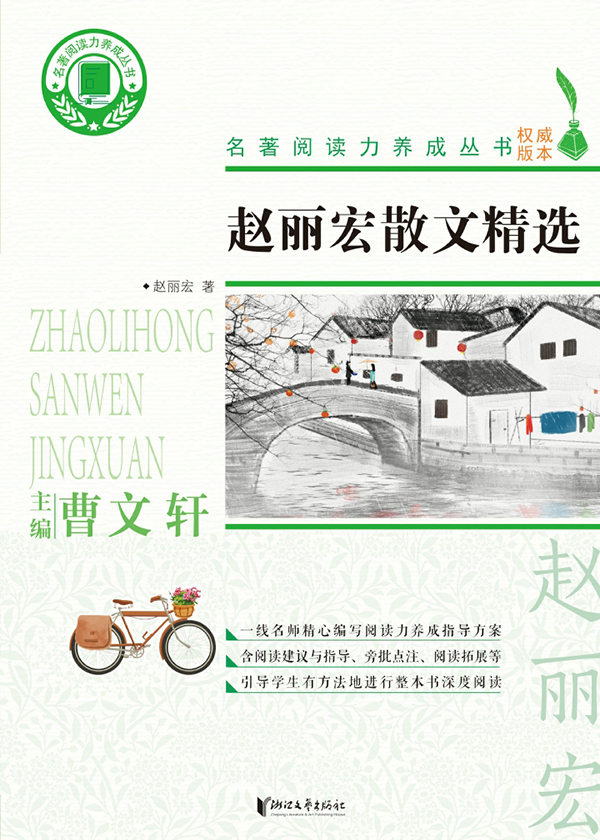 名著阅读力养成丛书
名著阅读力养成丛书
权威
版本
赵丽宏散文精选
赵丽宏 著
ZHAOLIHONG
SANWEN
JINGXUAN
主编
曹文轩
赵丽宏
一线名师精心编写阅读力养成指导方案
含阅读建议与指导、旁批点注、阅读拓展等
引导学生有方法地进行整本书深度阅读
浙江文艺出版社
Zhejiang Literature & Art Publishing House